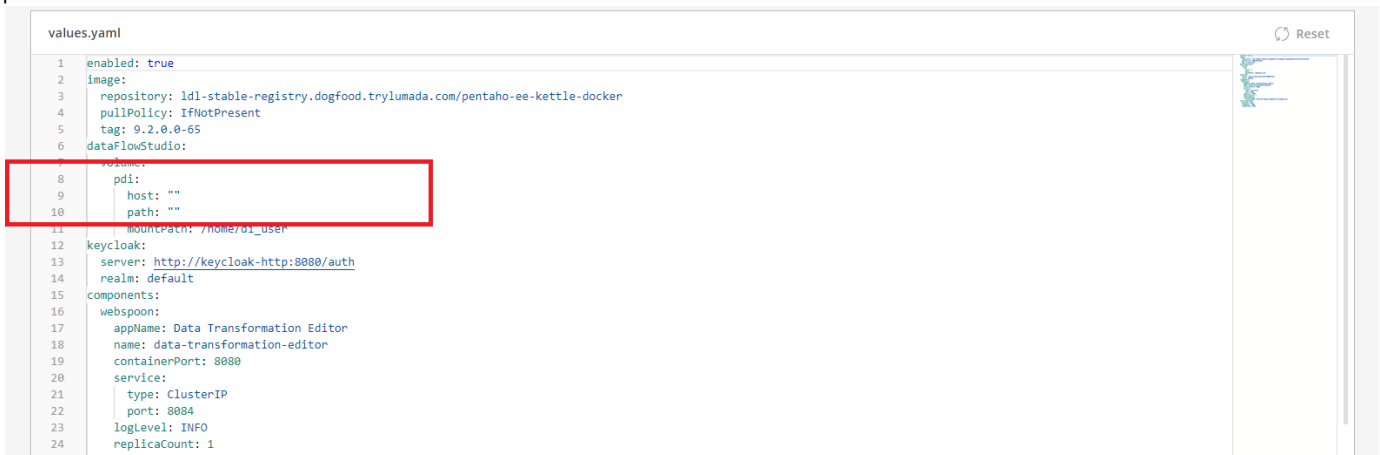 values.yaml
Reset
1 enabled: true
2 image:
3 repository: ldl-stable-registry.dogfood.trylumada.com/pentaho-ee-kettle-docker
4 pullPolicy: IfNotPresent
5 tag: 9.2.0.0-65
6 dataFlowStudio:
7 volume:
8 pdi:
9 host: ""
10 path: ""
11 mountPath: /home/di_user
12 keycloak:
13 server: http://keycloak-http:8080/auth
14 realm: default
15 components:
16 webspoon:
17 appName: Data Transformation Editor
18 name: data-transformation-editor
19 containerPort: 8080
20 service:
21 type: ClusterIP
22 port: 8084
23 logLevel: INFO
24 replicaCount: 1